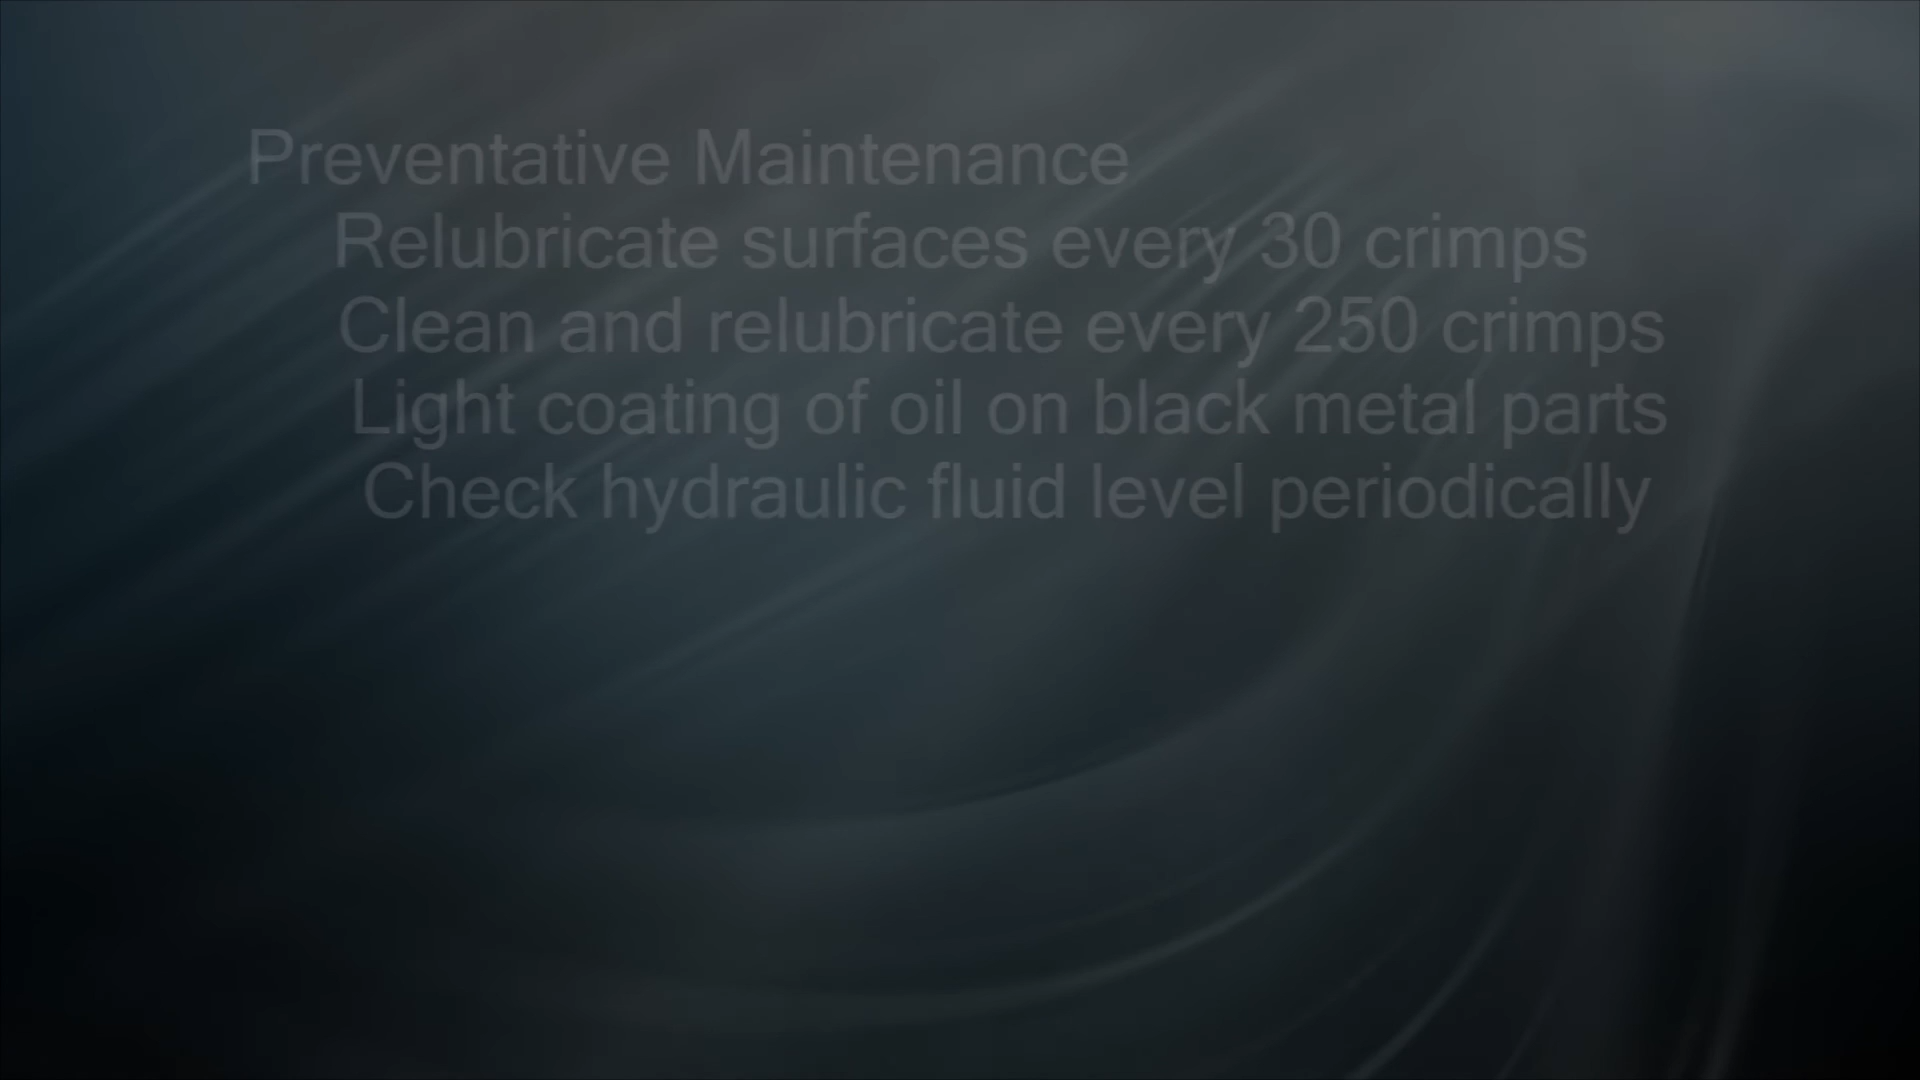 Preventative Maintenance
Relubricate surfaces every 30 crimps
Clean and relubricate every 250 crimps
Light coating of oil on black metal parts
Check hydraulic fluid level periodically